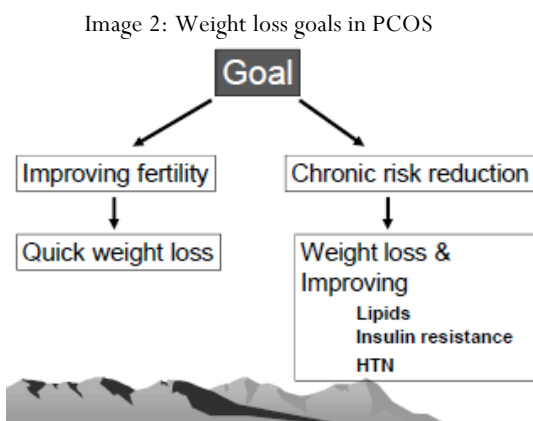 Image 2: Weight loss goals in PCOS
Goal
Improving fertility
Chronic risk reduction
Quick weight loss
Weight loss &
Improving
Lipids
Insulin resistance
HTN